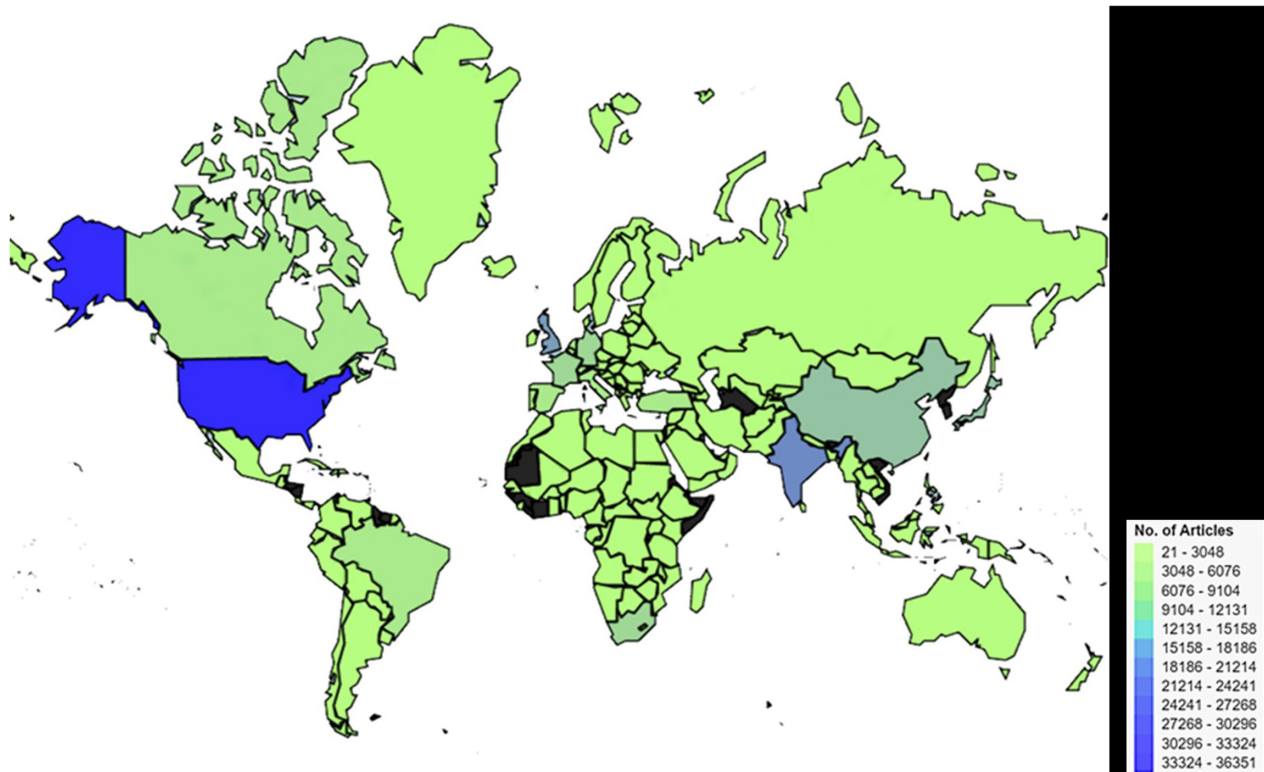 No. of Articles
21 - 3048
3048 - 6076
6076 - 9104
9104 - 12131
12131 - 15158
15158 - 18186
18186 - 21214
21214 - 24241
24241 - 27268
27268 - 30296
30296 - 33324
33324 - 36351